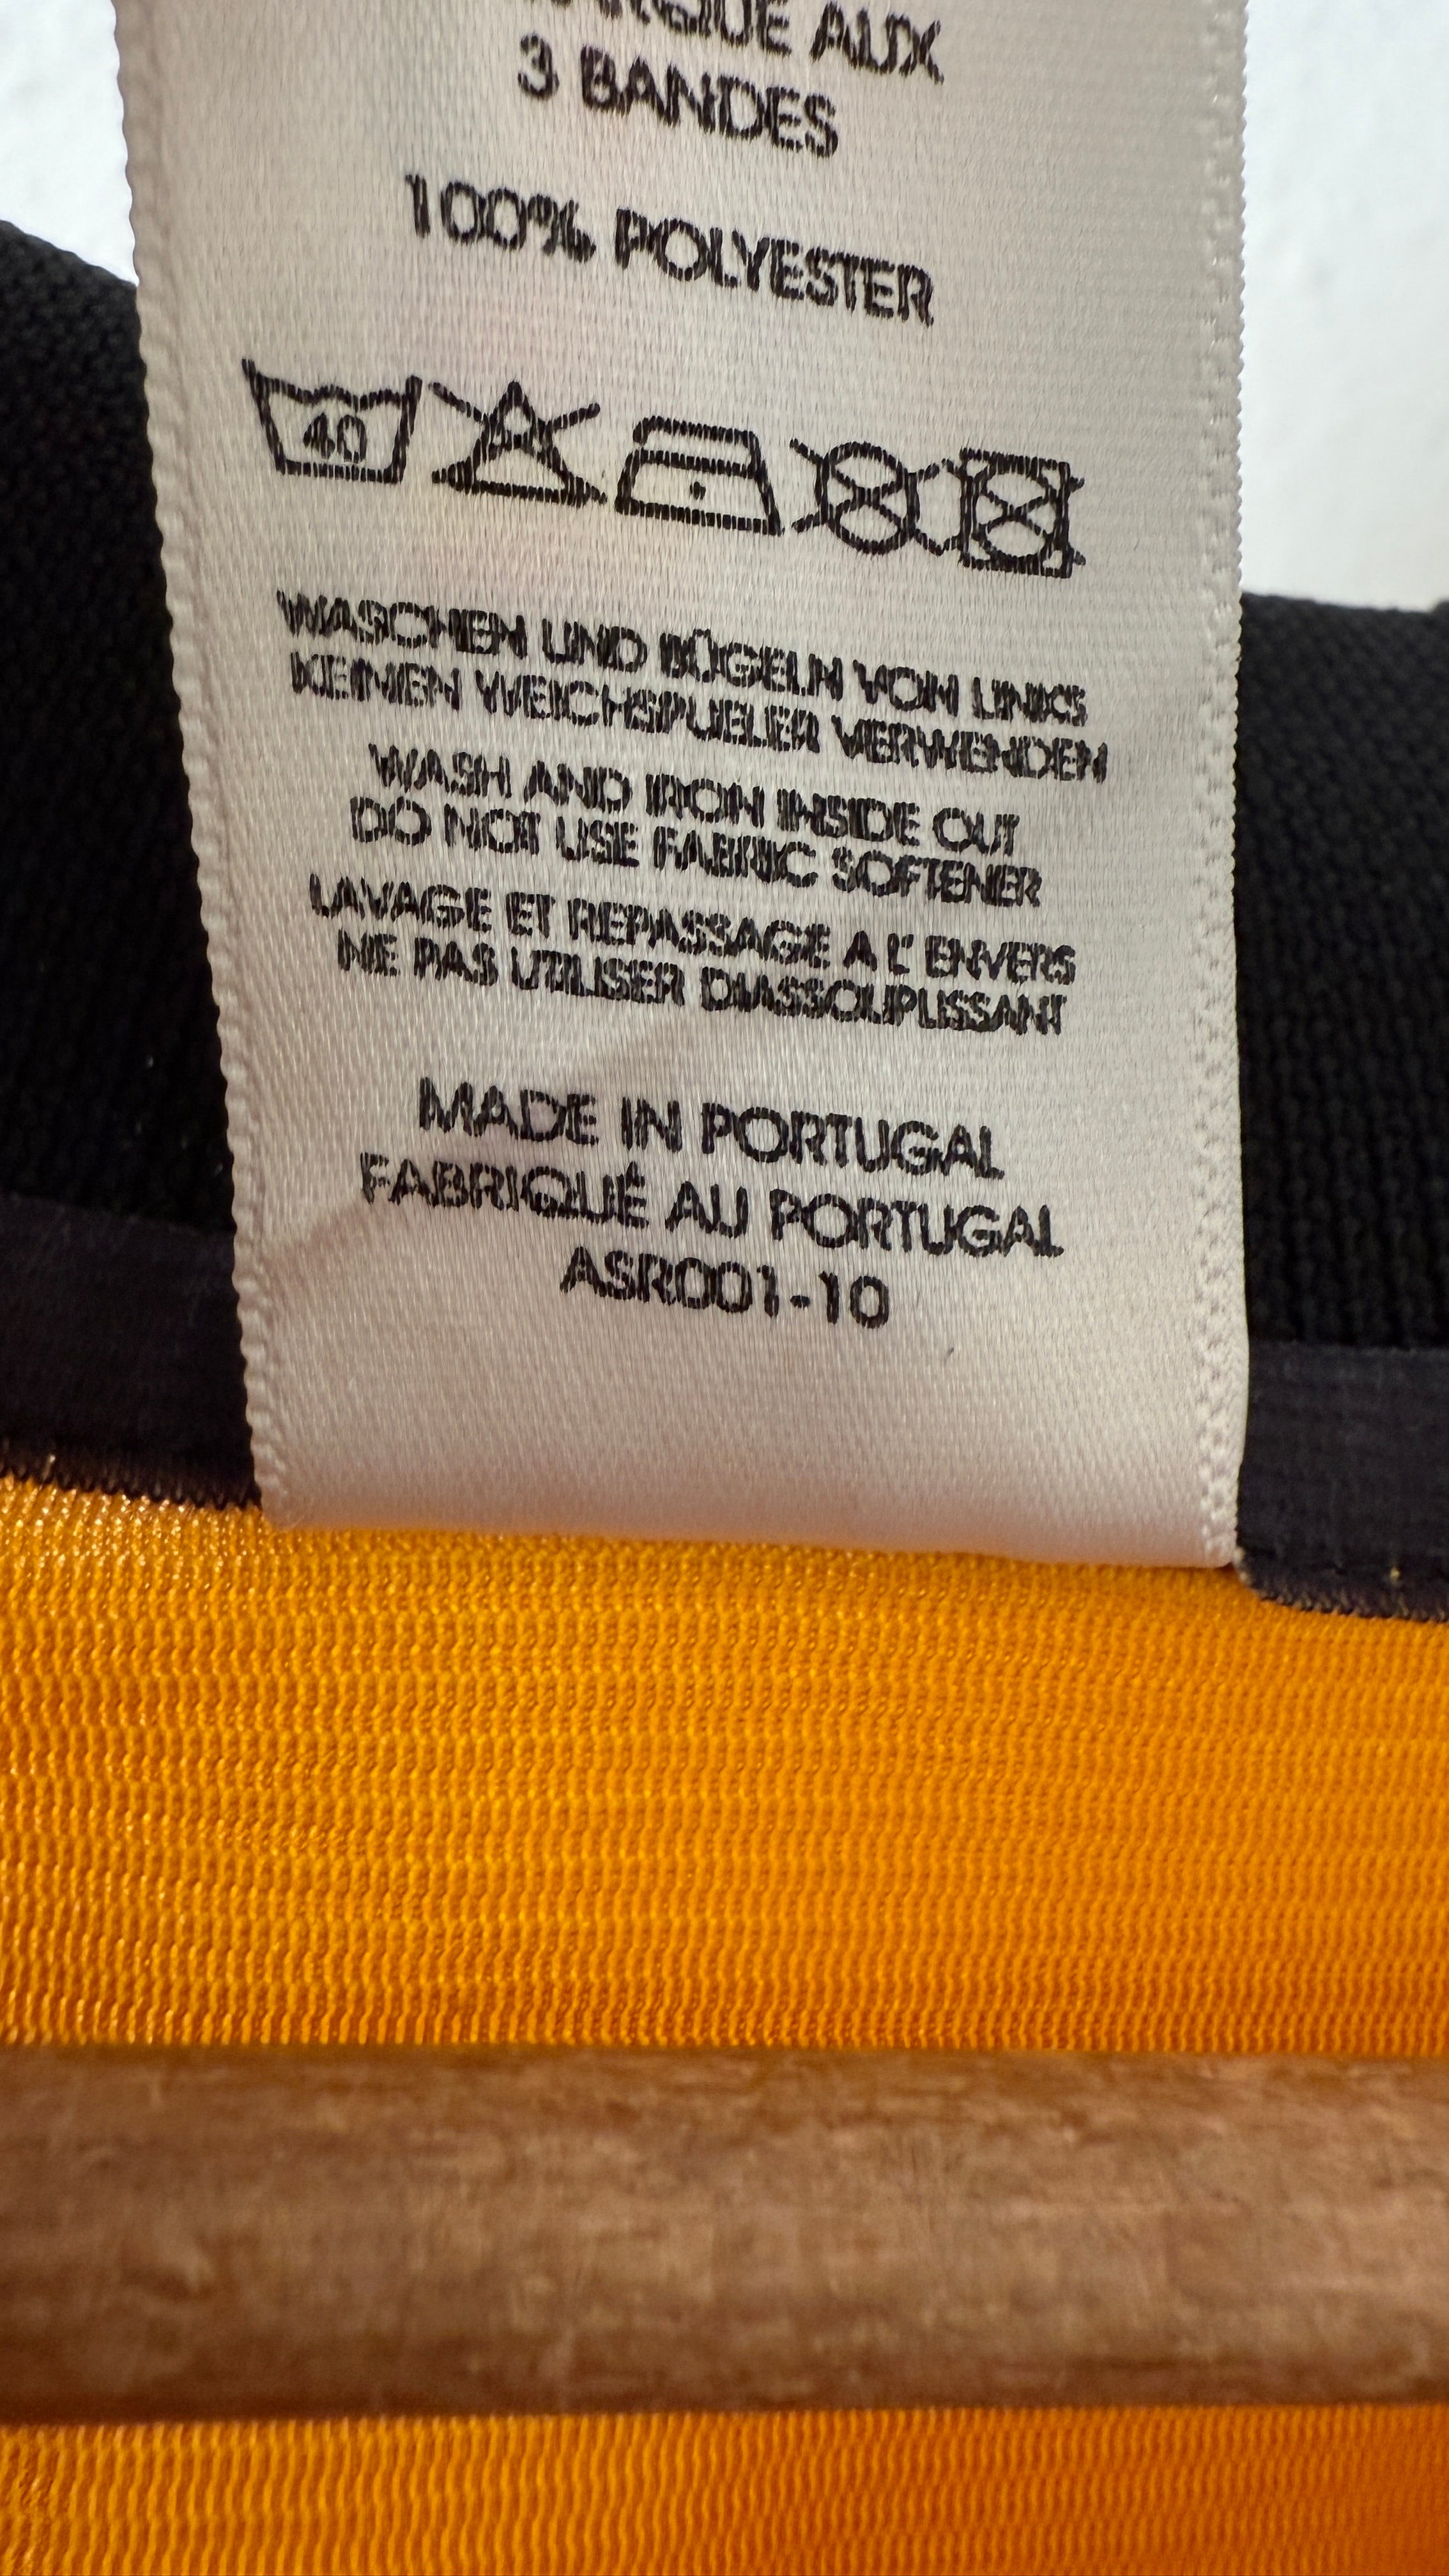 AUX
3 BANDES
100% POLYESTER
40
WASCHEN UND BÜGELN VON LINKS
KEINEN WEICHSPUELER VERWENDEN
WASH AND IRON INSIDE OUT
DO NOT USE FABRIC SOFTENER
LAVAGE ET REPASSAGE A L' ENVERS
NE PAS UTILISER D'ASSOUPLISSANT
MADE IN PORTUGAL
FABRIQUÉ AU PORTUGAL
ASR001-10